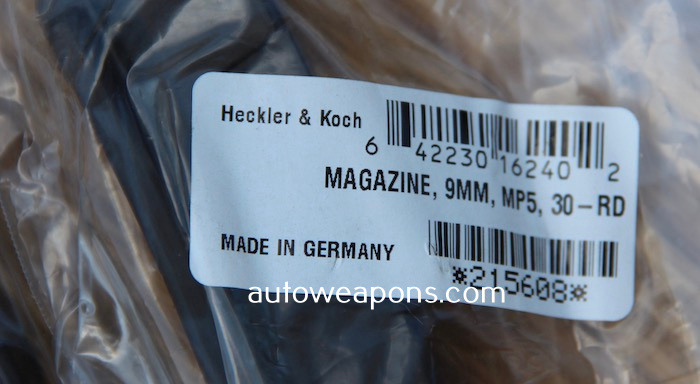 Heckler & Koch
6 42230 16240 2
MAGAZINE, 9MM, MP5, 30-RD
MADE IN GERMANY
*215608*
autoweapons.com